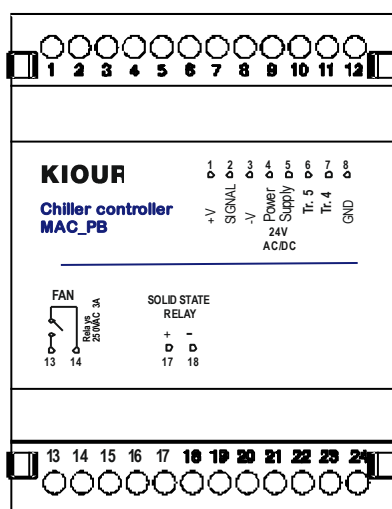 1 2 3 4 5 6 7 8 9 10 11 12
KIOUR
Chiller controller
MAC_PB
1 2 3 4 5 6 7 8
+V SIGNAL -V Power Supply Tr. 5 Tr. 4 GND
24V
AC/DC
FAN
Relays
250VAC 3A
13 14
SOLID STATE
RELAY
+ -
17 18
13 14 15 16 17 18 19 20 21 22 23 24